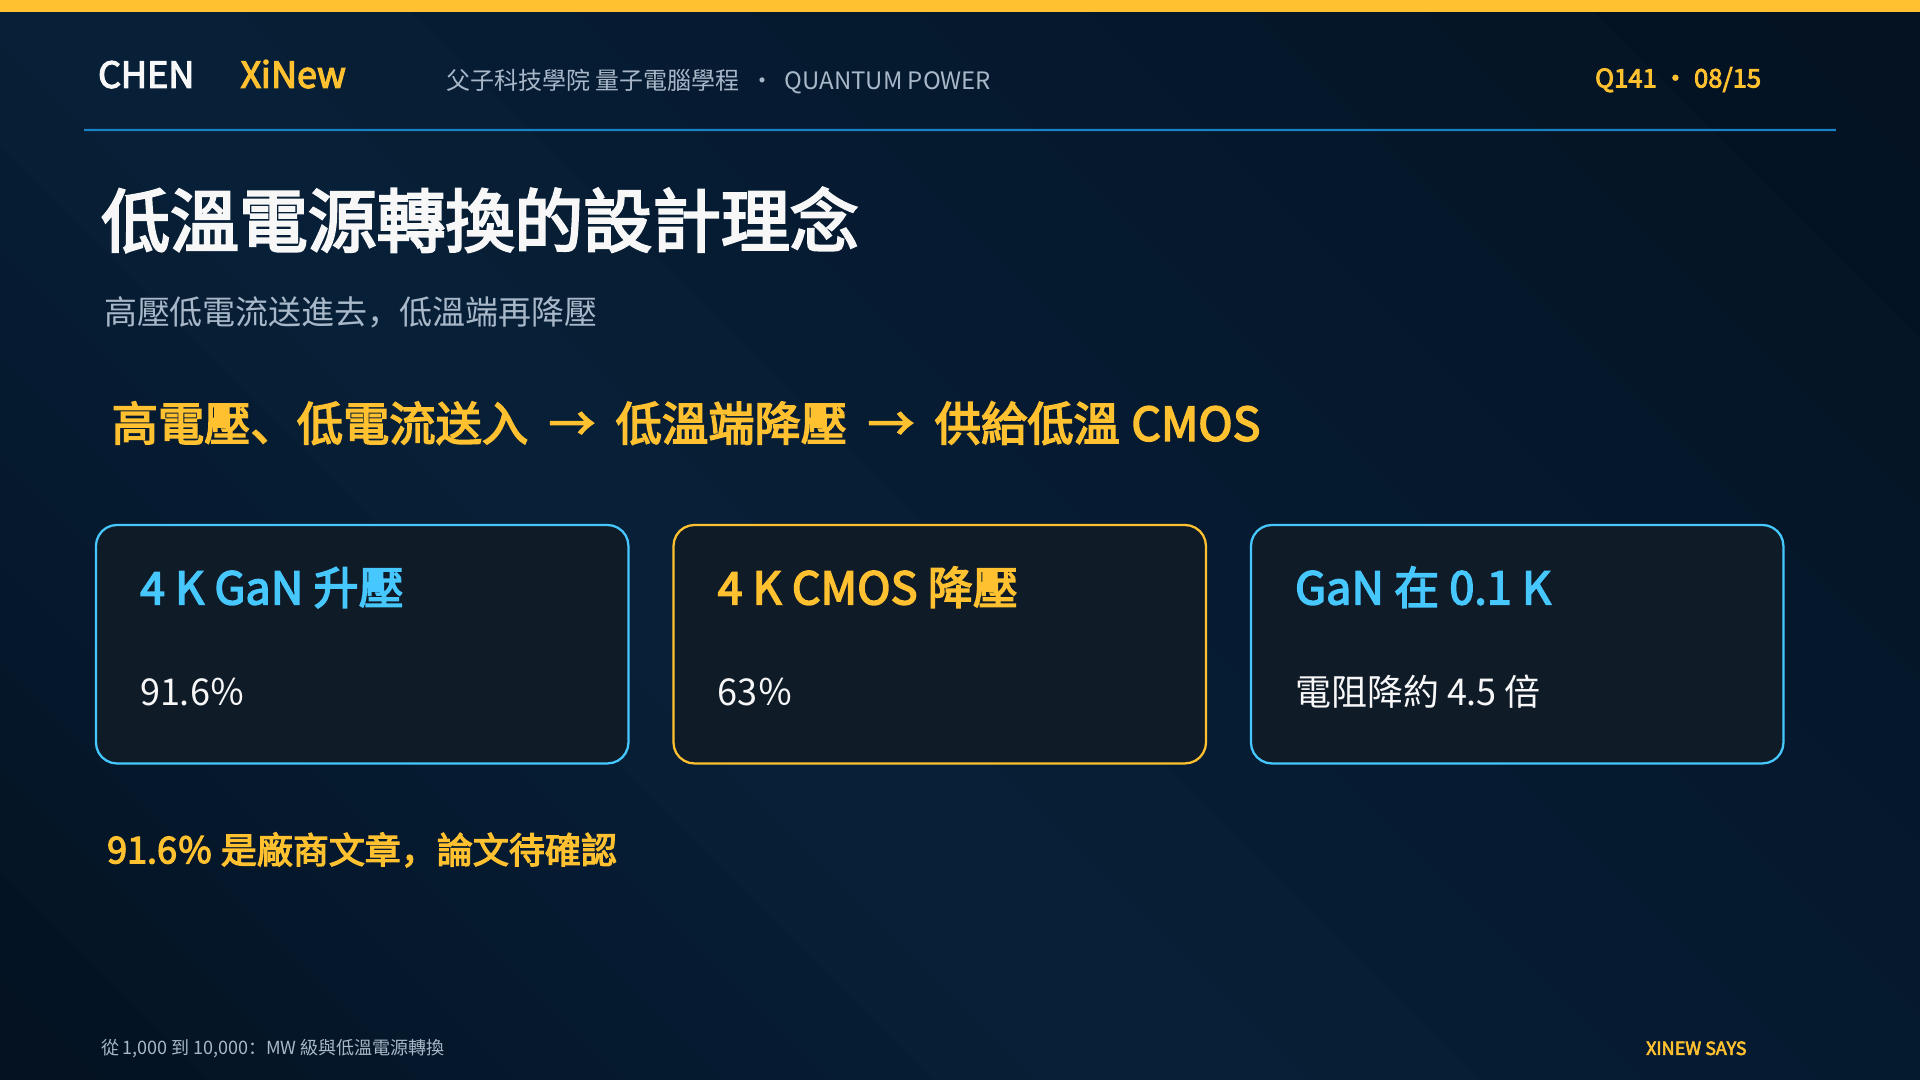 CHEN XiNew 父子科技學院 量子電腦學程 • QUANTUM POWER Q141 • 08/15
低溫電源轉換的設計理念
高壓低電流送進去，低溫端再降壓
高電壓、低電流送入 → 低溫端降壓 → 供給低溫 CMOS
4 K GaN 升壓
91.6%
4 K CMOS 降壓
63%
GaN 在 0.1 K
電阻降約 4.5 倍
91.6% 是廠商文章，論文待確認
從 1,000 到 10,000：MW 級與低溫電源轉換
XINEW SAYS